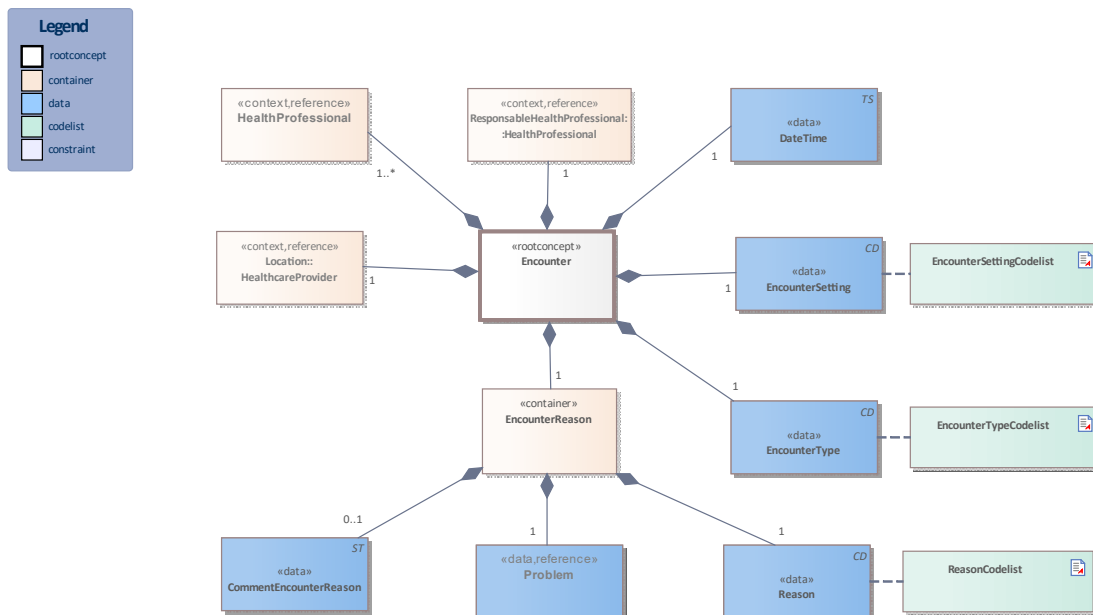 Legend
rootconcept
container
data
codelist
constraint
«context,reference»
HealthProfessional
«context,reference»
ResponsableHealthProfessional:
:HealthProfessional
TS
«data»
DateTime
1..*
1
1
«context,reference»
Location::
HealthcareProvider
1
«rootconcept»
Encounter
CD
«data»
EncounterSetting
1
EncounterSettingCodelist
1
1
«container»
EncounterReason
CD
«data»
EncounterType
EncounterTypeCodelist
0..1
1
1
ST
«data»
CommentEncounterReason
«data,reference»
Problem
CD
«data»
Reason
ReasonCodelist